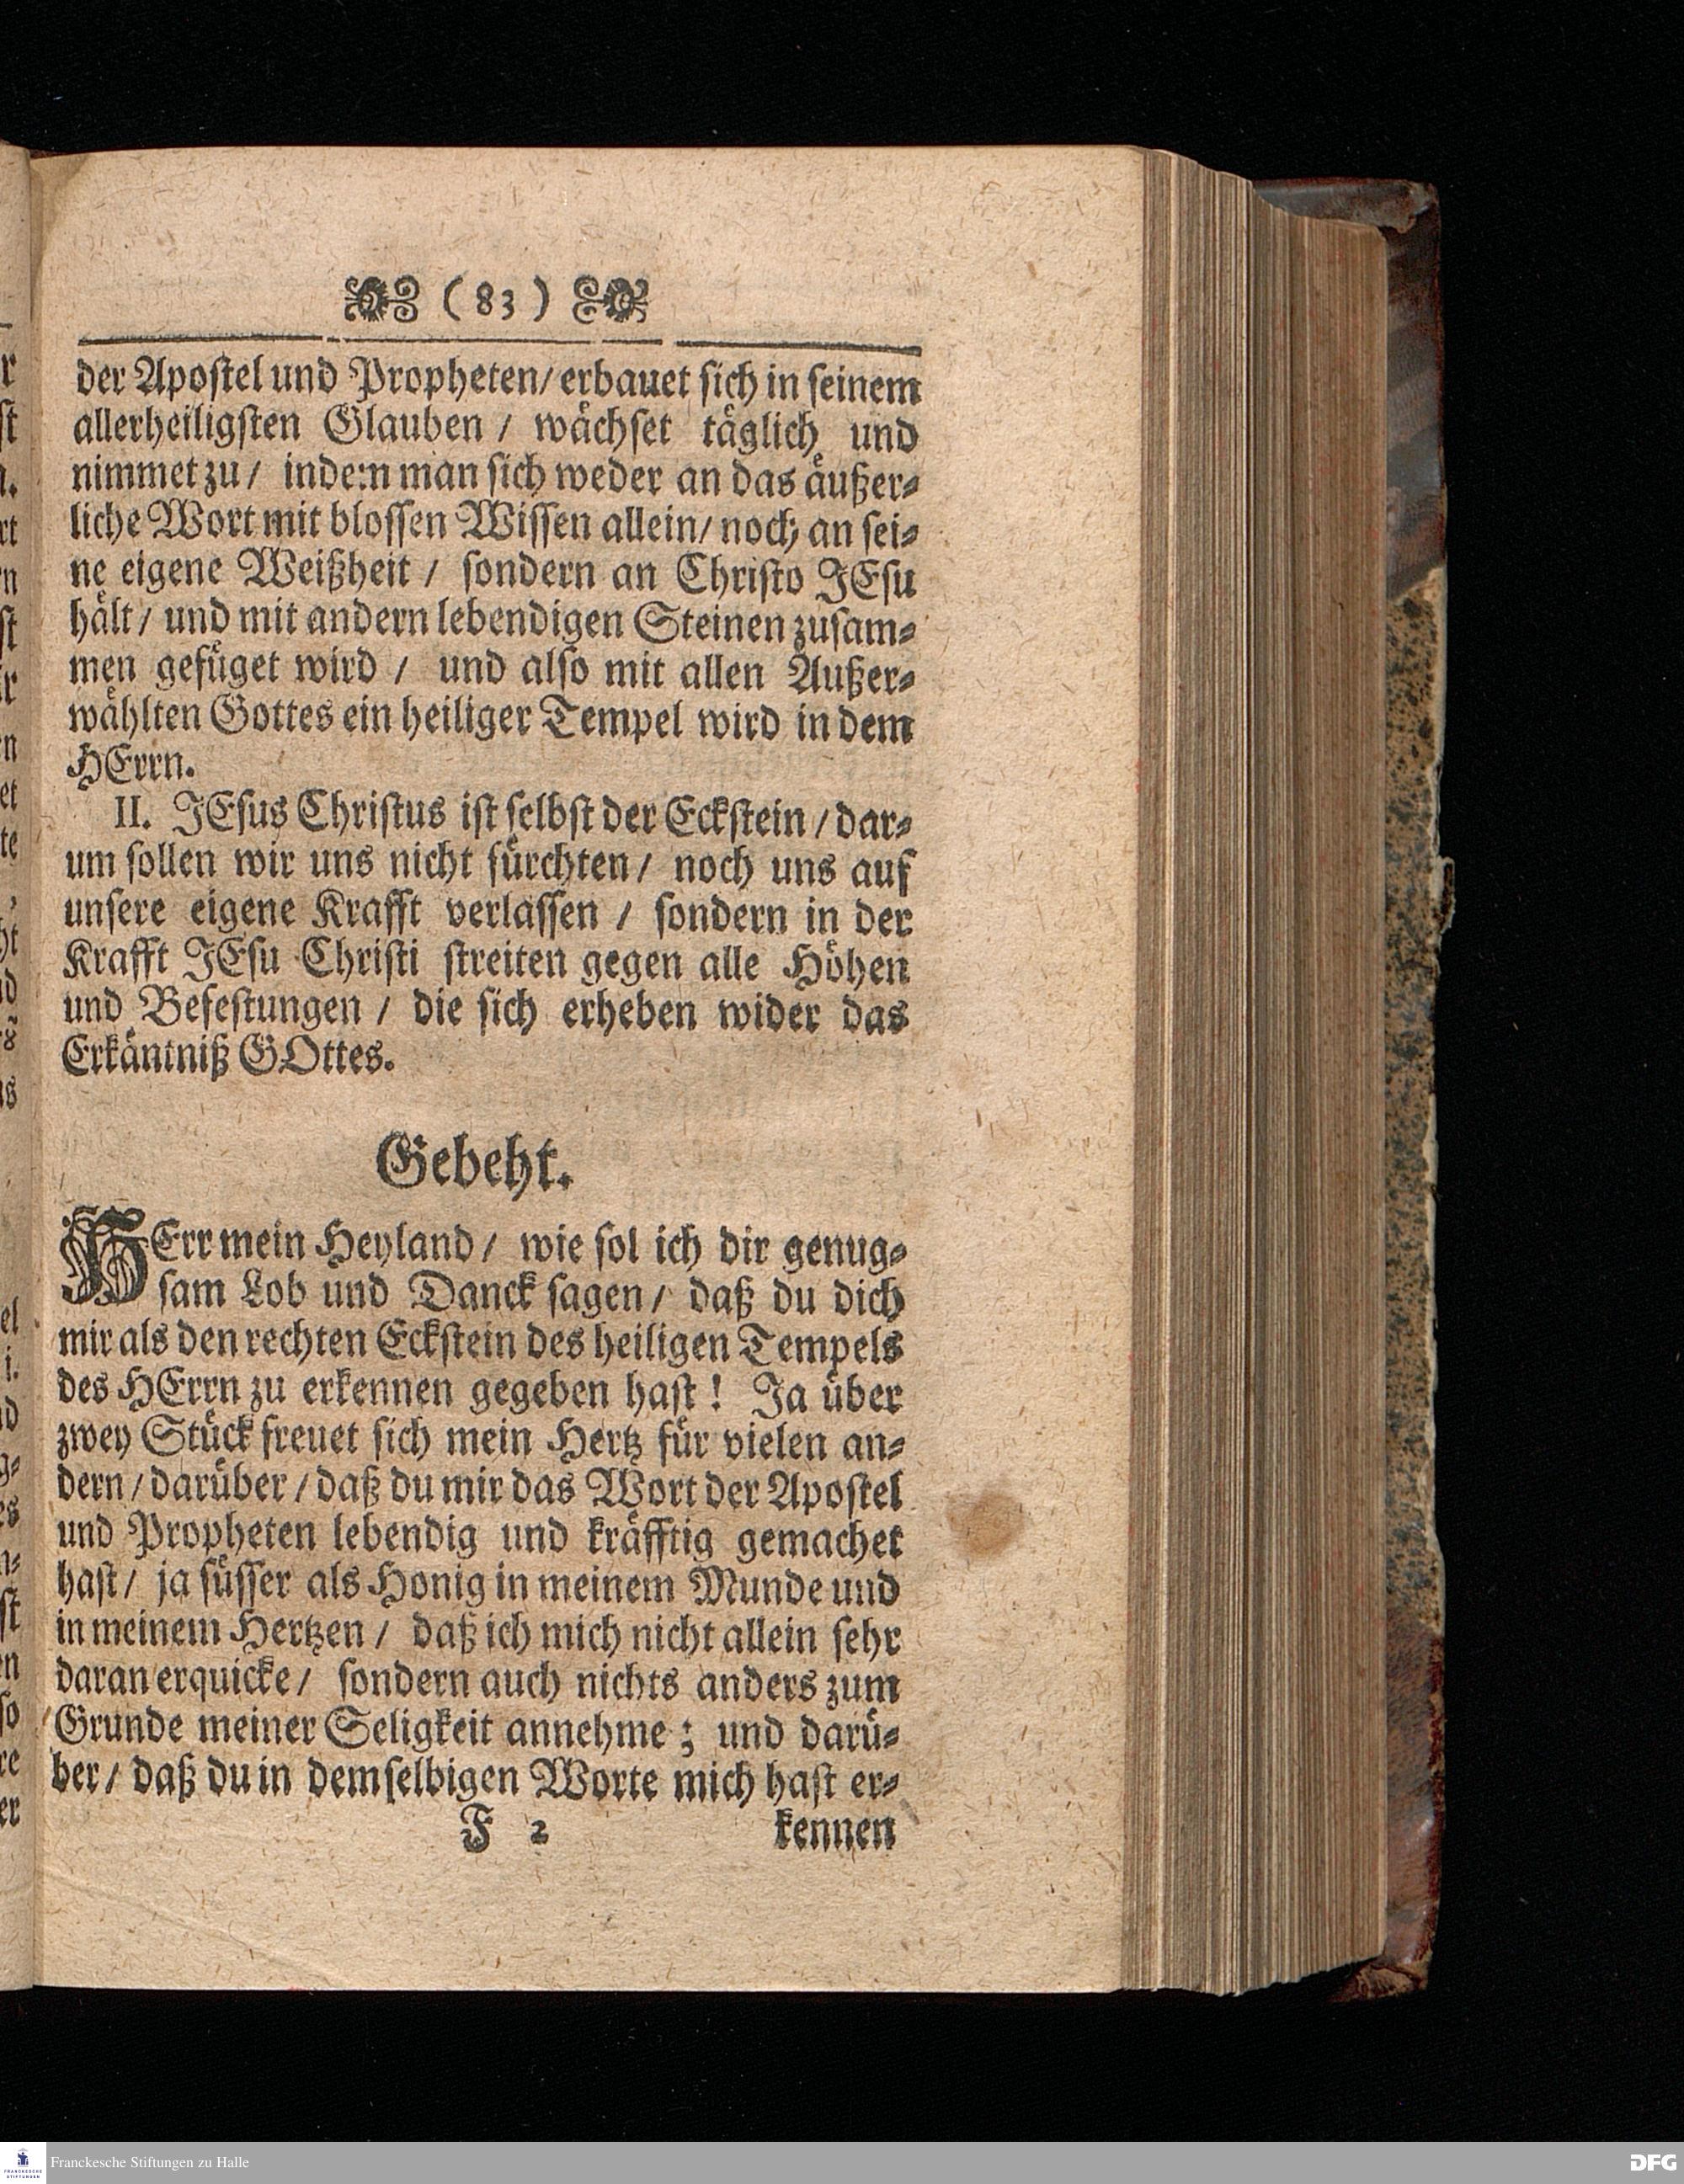 ( 83 )
der Apostel und Propheten/ erbauet sich in seinem
allerheiligsten Glauben / wächset täglich und
nimmet zu / indem man sich weder an das äußer-
liche Wort mit blossen Wissen allein/ noch an sei-
ne eigene Weißheit / sondern an Christo JEsu
hält / und mit andern lebendigen Steinen zusam-
men gefüget wird / und also mit allen Außer-
wählten Gottes ein heiliger Tempel wird in dem
HErrn.
II. JEsus Christus ist selbst der Eckstein / dar-
um sollen wir uns nicht fürchten / noch uns auf
unsere eigene Krafft verlassen / sondern in der
Krafft JEsu Christi streiten gegen alle Höhen
und Befestungen / die sich erheben wider das
Erkäntniß GOttes.
Gebeht.
HErr mein Heyland / wie sol ich dir genug-
sam Lob und Danck sagen / daß du dich
mir als den rechten Eckstein des heiligen Tempels
des HErrn zu erkennen gegeben hast ! Ja über
zwey Stück freuet sich mein Hertz für vielen an-
dern / darüber / daß du mir das Wort der Apostel
und Propheten lebendig und kräfftig gemachet
hast / ja süsser als Honig in meinem Munde und
in meinem Hertzen / daß ich mich nicht allein sehr
daran erquicke / sondern auch nichts anders zum
Grunde meiner Seligkeit annehme ; und darü-
ber / daß du in demselbigen Worte mich hast er-
F 2 kennen
Franckesche Stiftungen zu Halle
FRANCKESCHE
STIFTUNGEN
DFG